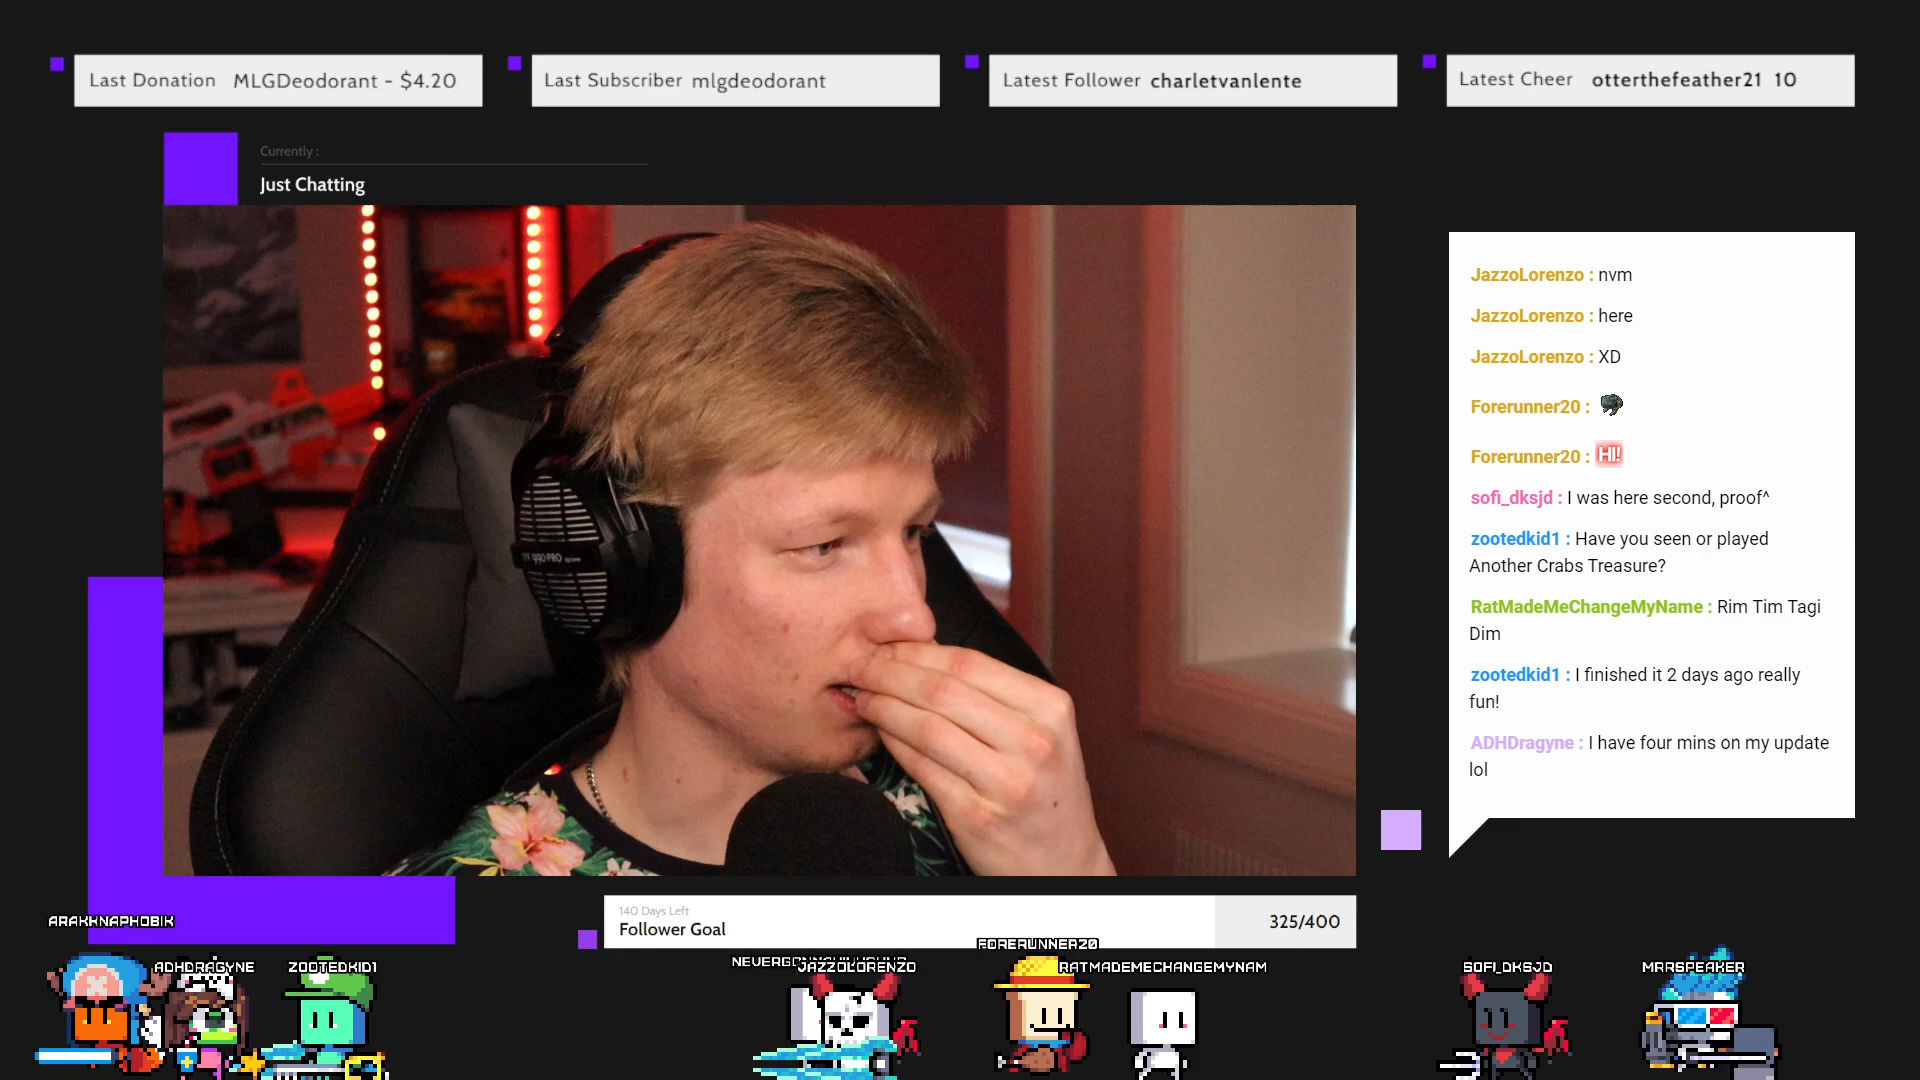 Last Donation MLGDeodorant - $4.20
Last Subscriber mlgdeodorant
Latest Follower charletvanlente
Latest Cheer otterthefeather21 10
Currently :
Just Chatting
JazzoLorenzo : nvm
JazzoLorenzo : here
JazzoLorenzo : XD
Forerunner20 :
Forerunner20 : HI!
sofi_dksjd : I was here second, proof^
zootedkid1 : Have you seen or played
Another Crabs Treasure?
RatMadeMeChangeMyName : Rim Tim Tagi
Dim
zootedkid1 : I finished it 2 days ago really
fun!
ADHDragyne : I have four mins on my update
lol
990 PRO
140 Days Left
Follower Goal
325/400
ARAKHNAPHOBIK
ADHDRAGYNE
ZOOTEDKID1
JAZZOLORENZO
FORERUNNER20
RATMADEMECHANGEMYNAM
SOFI_DKSJD
MRRSPEAKER